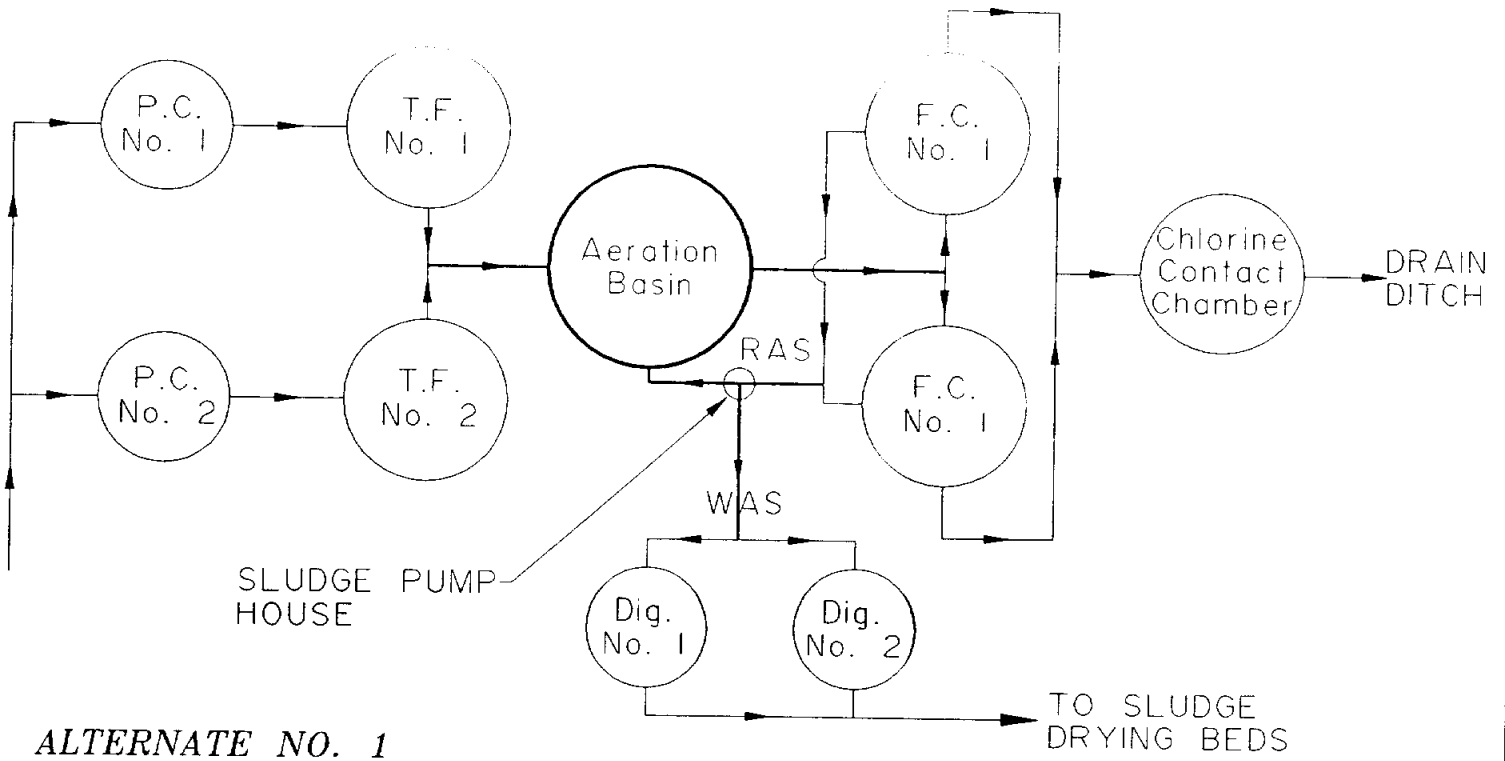 P.C.
No. 1
T.F.
No. 1
F.C.
No. 1
Aeration
Basin
Chlorine
Contact
Chamber
DRAIN
DITCH
RAS
P.C.
No. 2
T.F.
No. 2
F.C.
No. 1
WAS
SLUDGE PUMP
HOUSE
Dig.
No. 1
Dig.
No. 2
TO SLUDGE
DRYING BEDS
ALTERNATE NO. 1